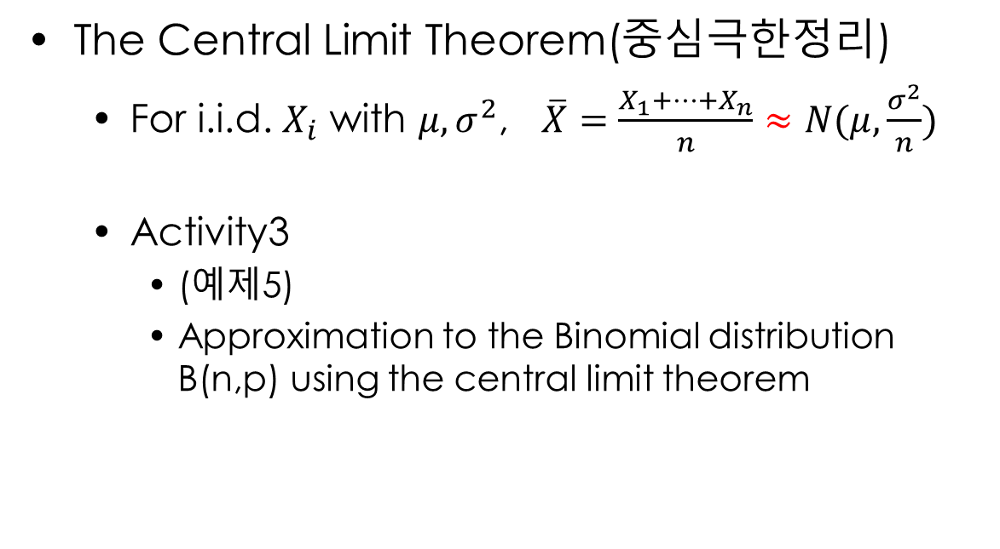 • The Central Limit Theorem(중심극한정리)
• For i.i.d. $X_i$ with $\mu, \sigma^2$, $\bar{X} = \frac{X_1+\cdots+X_n}{n} \approx N(\mu, \frac{\sigma^2}{n})$
• Activity3
• (예제5)
• Approximation to the Binomial distribution
B(n,p) using the central limit theorem